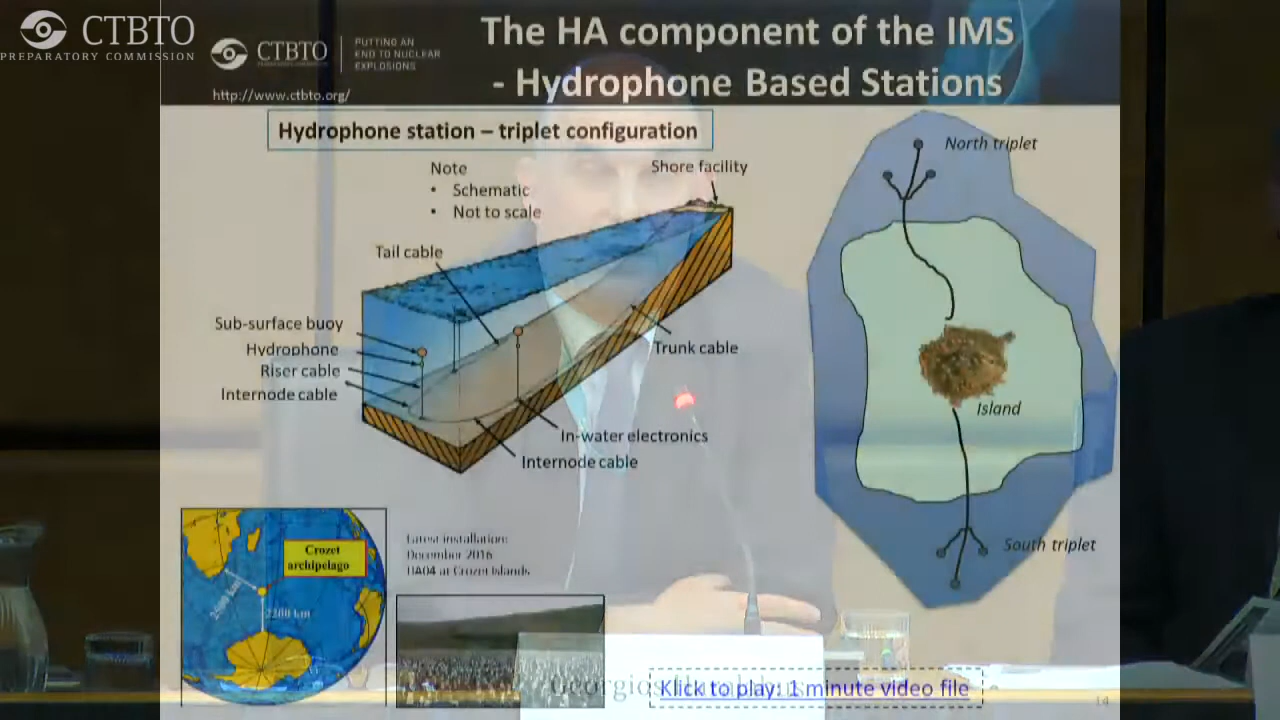 CTBTO
PREPARATORY COMMISSION
CTBTO
PREPARATORY COMMISSION
PUTTING AN
END TO NUCLEAR
EXPLOSIONS
http://www.ctbto.org/
The HA component of the IMS
- Hydrophone Based Stations
Hydrophone station – triplet configuration
Note
• Schematic
• Not to scale
Shore facility
Tail cable
Sub-surface buoy
Hydrophone
Riser cable
Internode cable
Trunk cable
In-water electronics
Internode cable
North triplet
Island
South triplet
Crozet
archipelago
2200 km
Latest installation:
December 2016
HA04 at Crozet Islands
Georgios
Klick to play: 1 minute video file
14